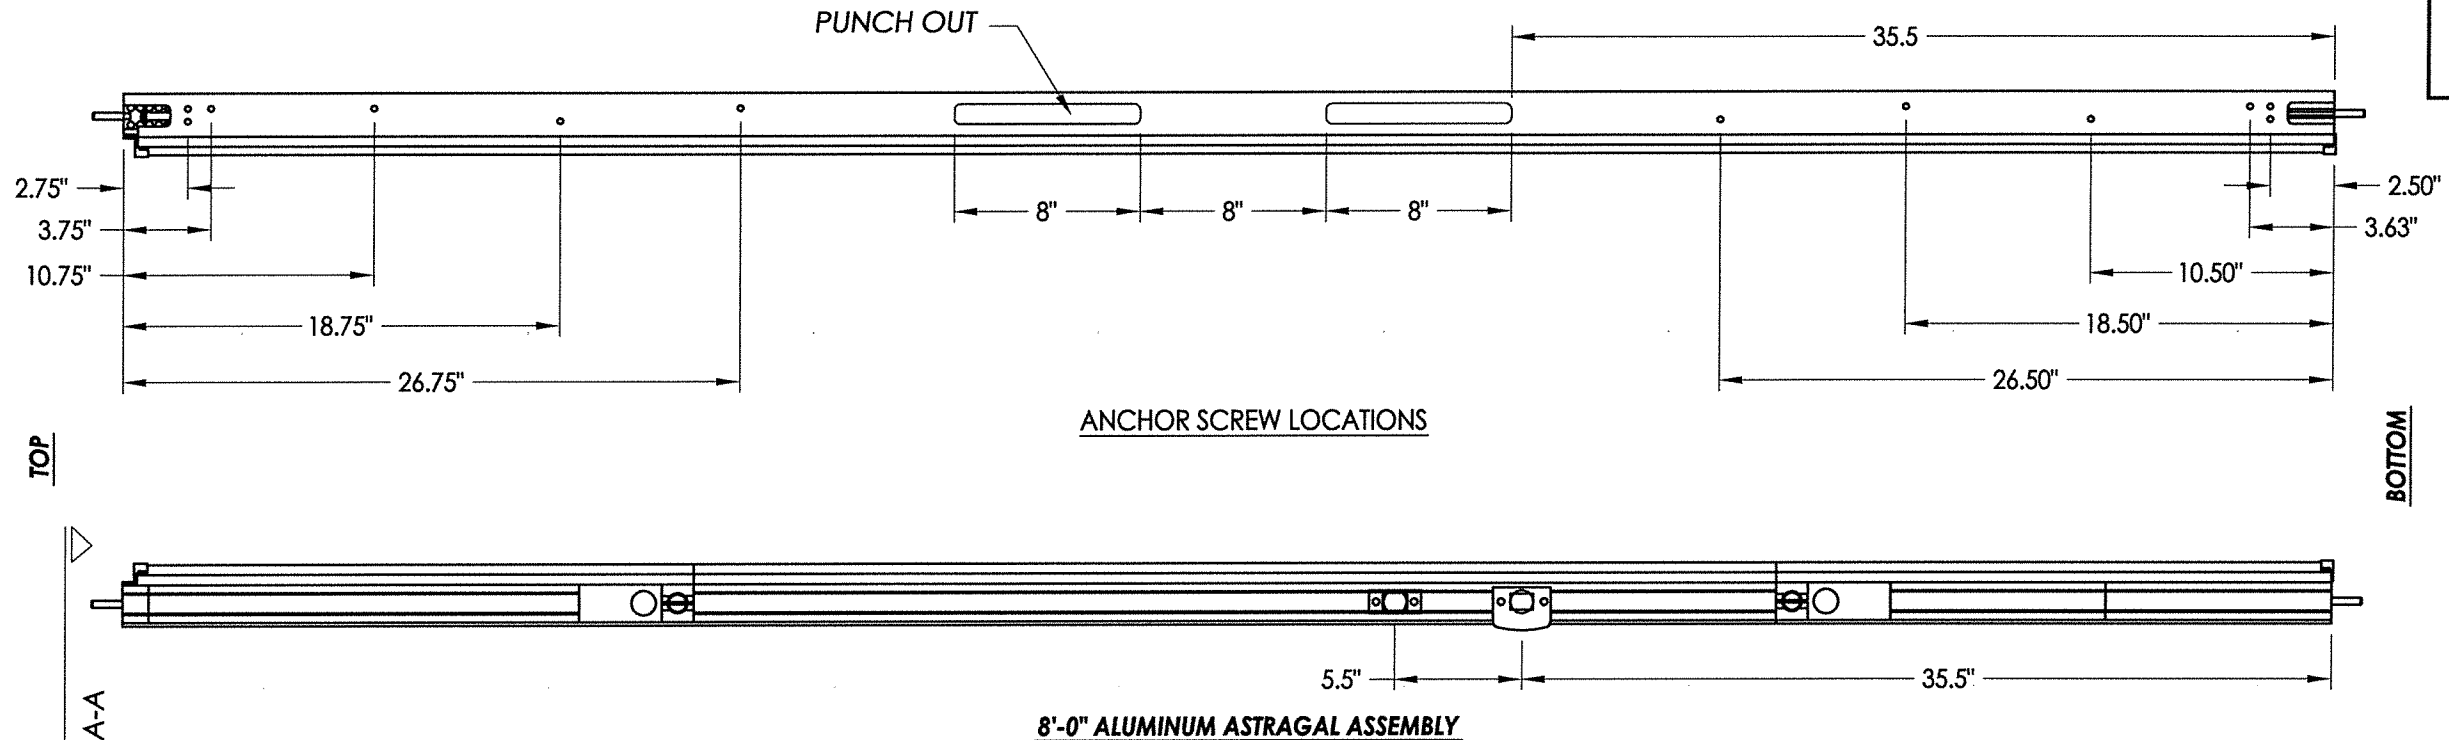 PUNCH OUT
35.5
2.75"
2.50"
8"
8"
8"
3.75"
3.63"
10.75"
10.50"
18.75"
18.50"
26.75"
26.50"
ANCHOR SCREW LOCATIONS
TOP
BOTTOM
A-A
5.5"
35.5"
8'-0" ALUMINUM ASTRAGAL ASSEMBLY